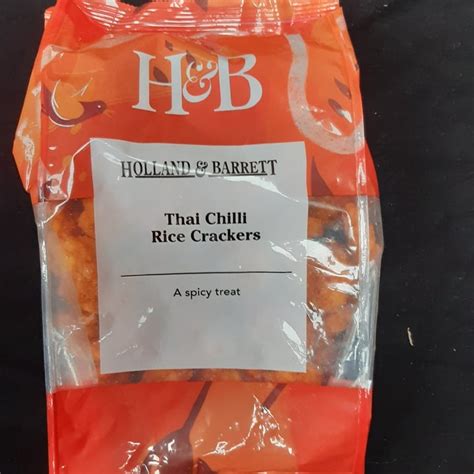 H&B
HOLLAND & BARRETT
Thai Chilli
Rice Crackers
A spicy treat